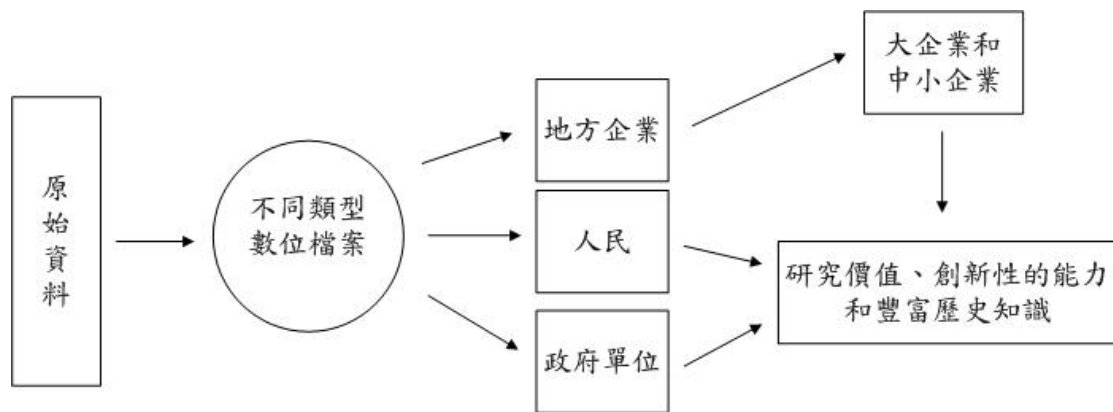 原始資料
不同類型
數位檔案
地方企業
人民
政府單位
大企業和
中小企業
研究價值、創新性的能力
和豐富歷史知識